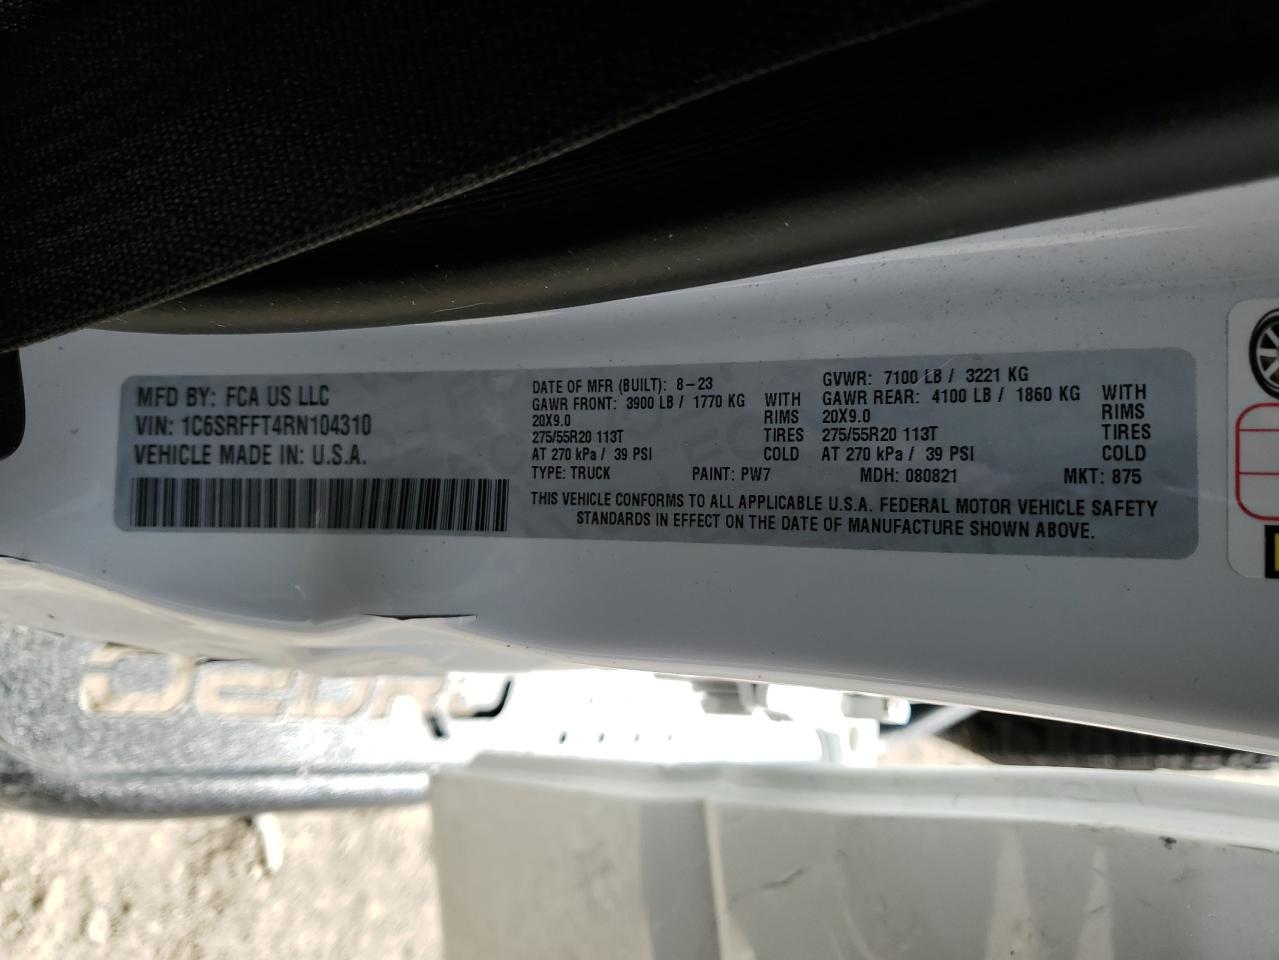 MFD BY: FCA US LLC
VIN: 1C6SRFFT4RN104310
VEHICLE MADE IN: U.S.A.
DATE OF MFR (BUILT): 8-23
GAWR FRONT: 3900 LB / 1770 KG WITH
20X9.0 RIMS
275/55R20 113T TIRES
AT 270 kPa / 39 PSI COLD
GVWR: 7100 LB / 3221 KG
GAWR REAR: 4100 LB / 1860 KG WITH
20X9.0 RIMS
275/55R20 113T TIRES
AT 270 kPa / 39 PSI COLD
TYPE: TRUCK PAINT: PW7 MDH: 080821 MKT: 875
THIS VEHICLE CONFORMS TO ALL APPLICABLE U.S.A. FEDERAL MOTOR VEHICLE SAFETY
STANDARDS IN EFFECT ON THE DATE OF MANUFACTURE SHOWN ABOVE.